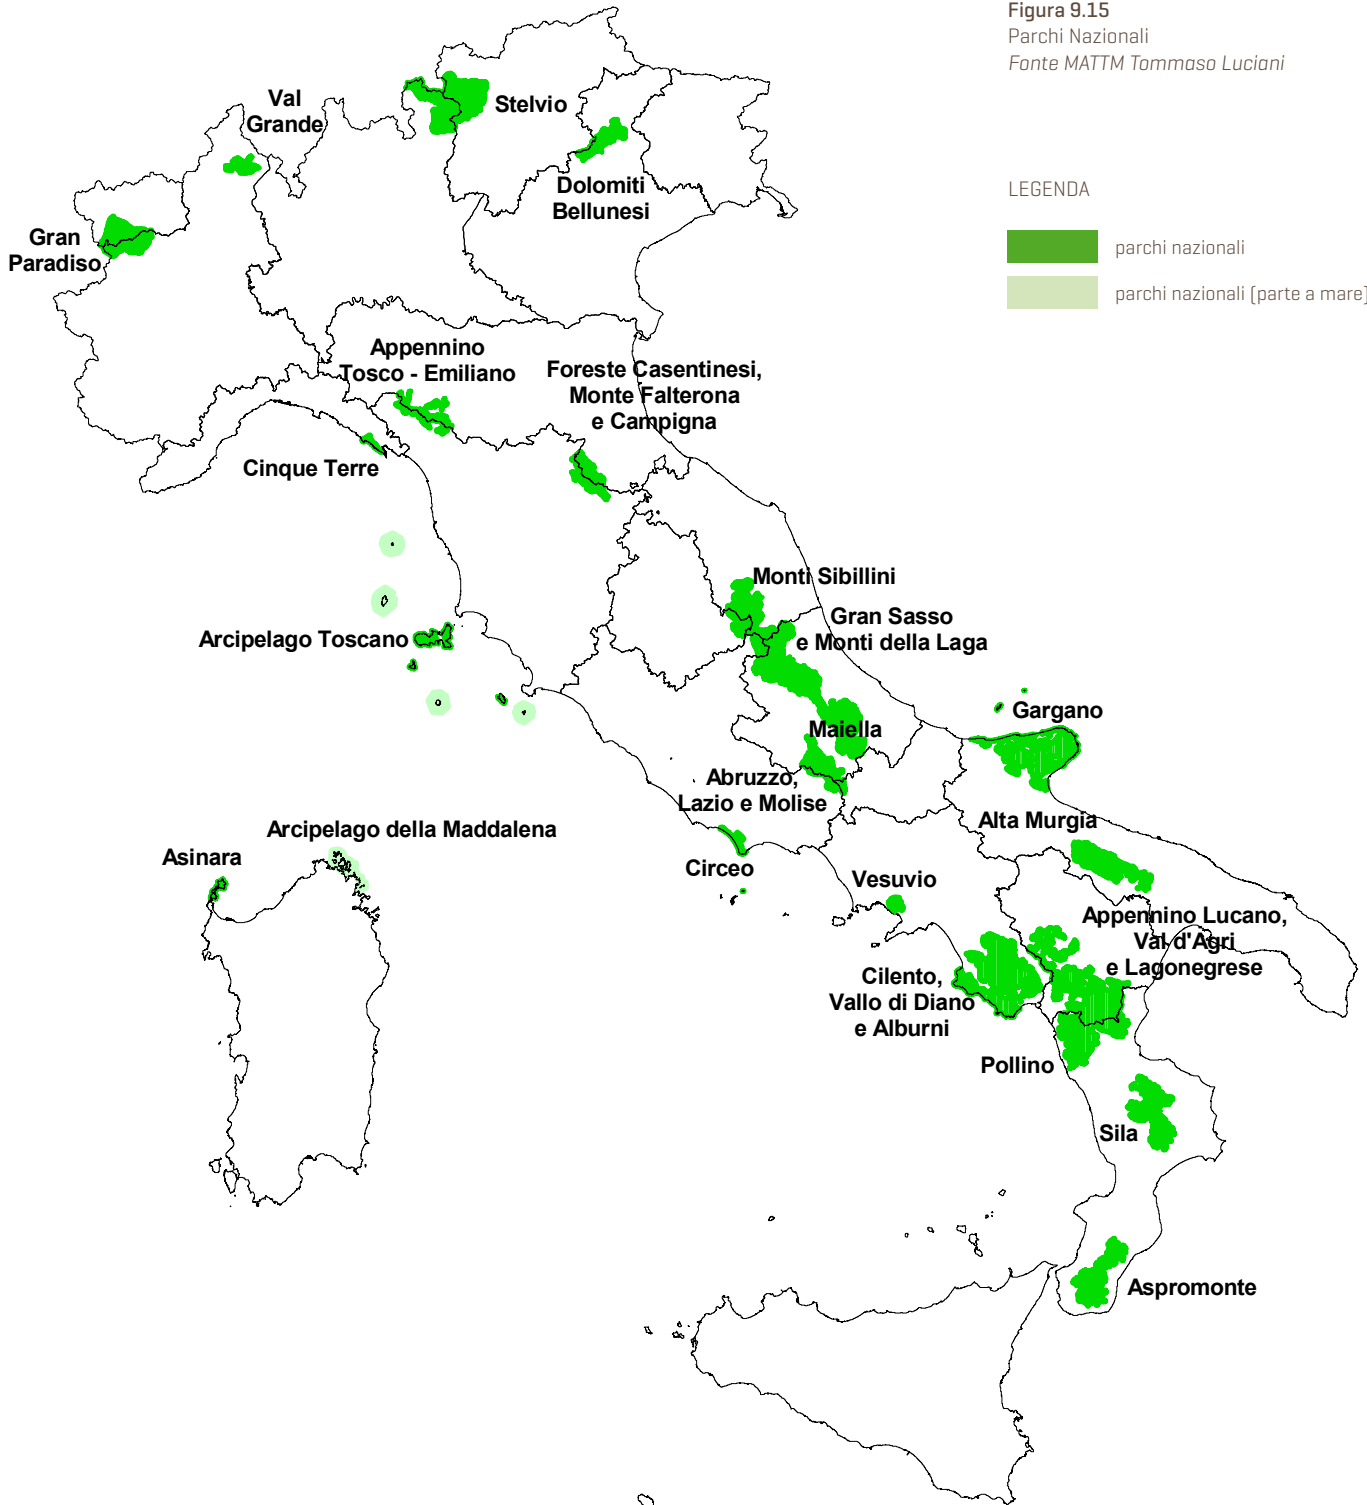 Figura 9.15
Parchi Nazionali
Fonte MATTM Tommaso Luciani
LEGENDA
parchi nazionali
parchi nazionali (parte a mare)
Val
Grande
Stelvio
Dolomiti
Bellunesi
Gran
Paradiso
Appennino
Tosco - Emiliano
Foreste Casentinesi,
Monte Falterona
e Campigna
Cinque Terre
Monti Sibillini
Gran Sasso
e Monti della Laga
Arcipelago Toscano
Gargano
Maiella
Abruzzo,
Lazio e Molise
Arcipelago della Maddalena
Alta Murgia
Asinara
Circeo
Vesuvio
Appennino Lucano,
Val d'Agri
e Lagonegrese
Cilento,
Vallo di Diano
e Alburni
Pollino
Sila
Aspromonte